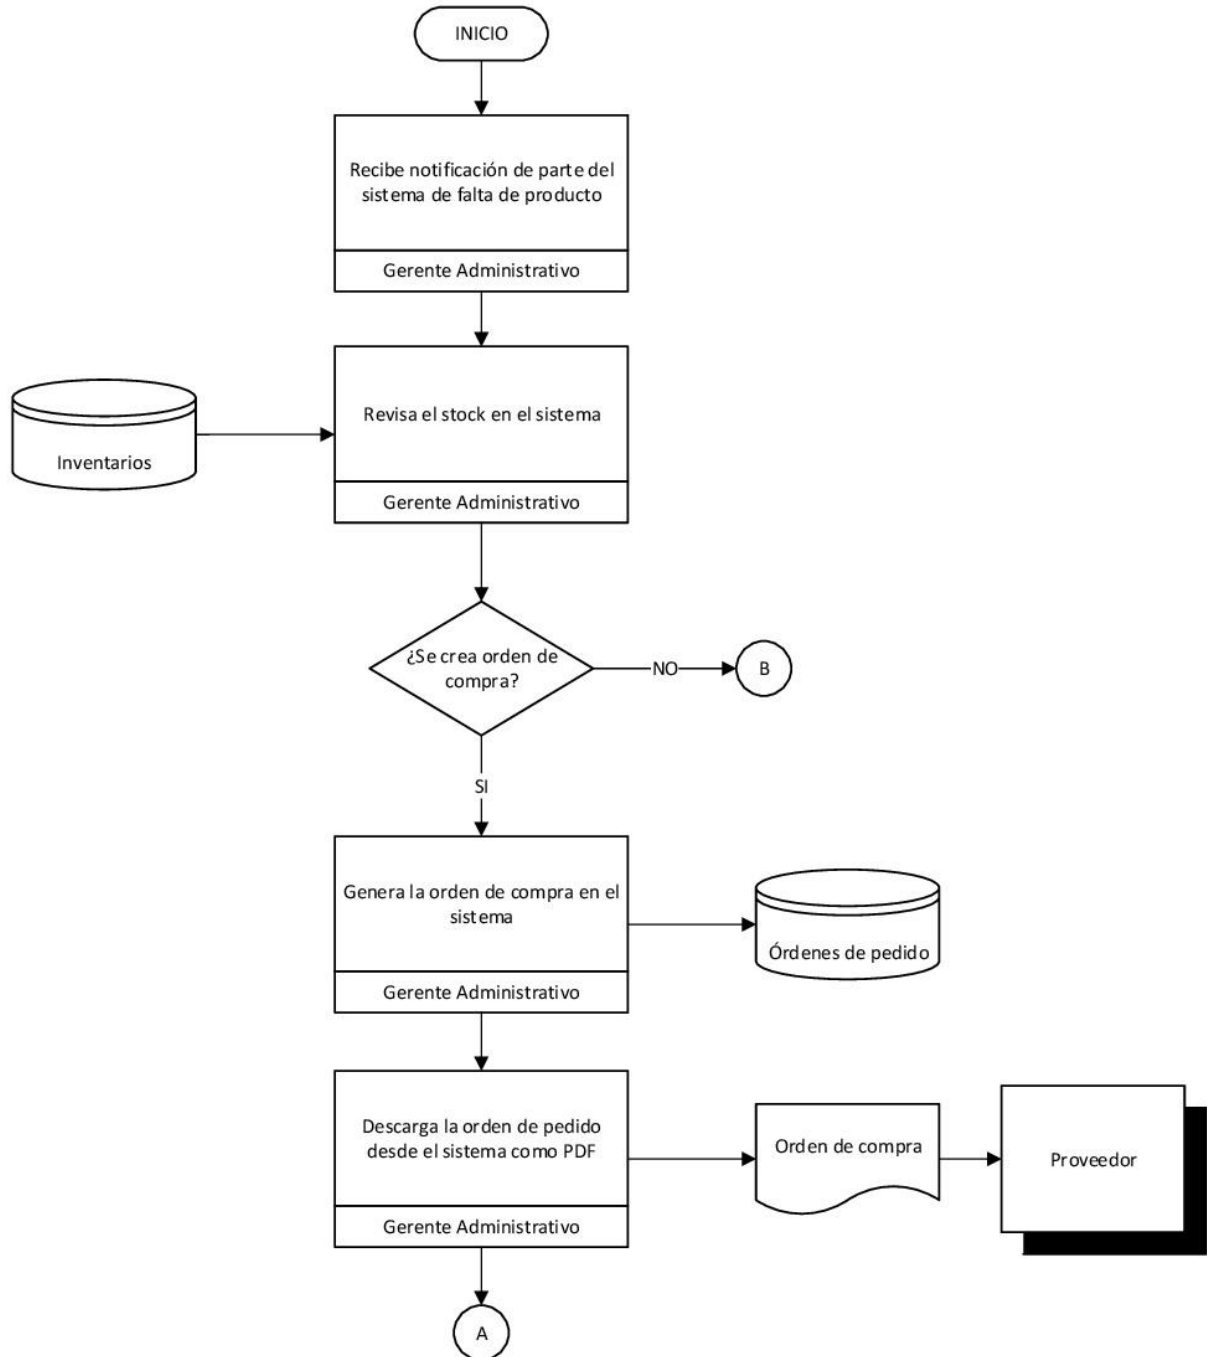 INICIO
Recibe notificación de parte del
sistema de falta de producto
Gerente Administrativo
Revisa el stock en el sistema
Inventarios
Gerente Administrativo
¿Se crea orden de
compra?
NO
B
SI
Genera la orden de compra en el
sistema
Órdenes de pedido
Gerente Administrativo
Descarga la orden de pedido
desde el sistema como PDF
Orden de compra
Proveedor
Gerente Administrativo
A